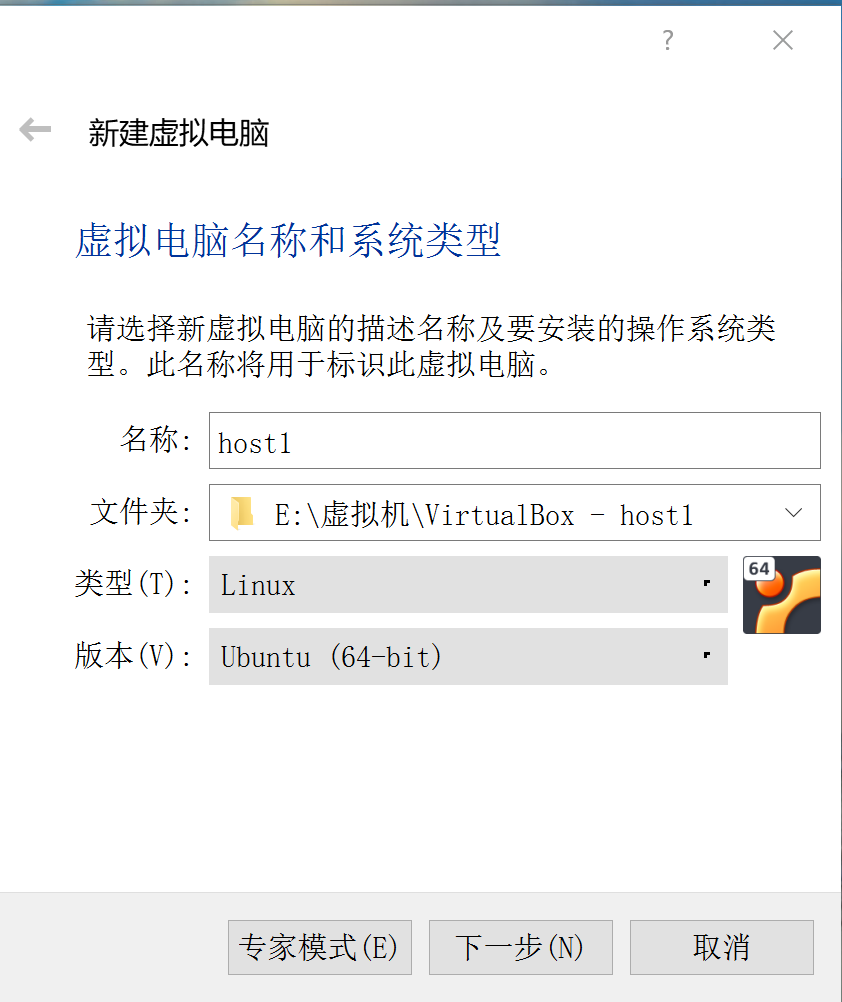 ?
新建虚拟电脑
虚拟电脑名称和系统类型
请选择新虚拟电脑的描述名称及要安装的操作系统类
型。此名称将用于标识此虚拟电脑。
名称: host1
文件夹: E:\虚拟机\VirtualBox - host1
类型(T): Linux
64
版本(V): Ubuntu (64-bit)
专家模式(E) 下一步(N) 取消